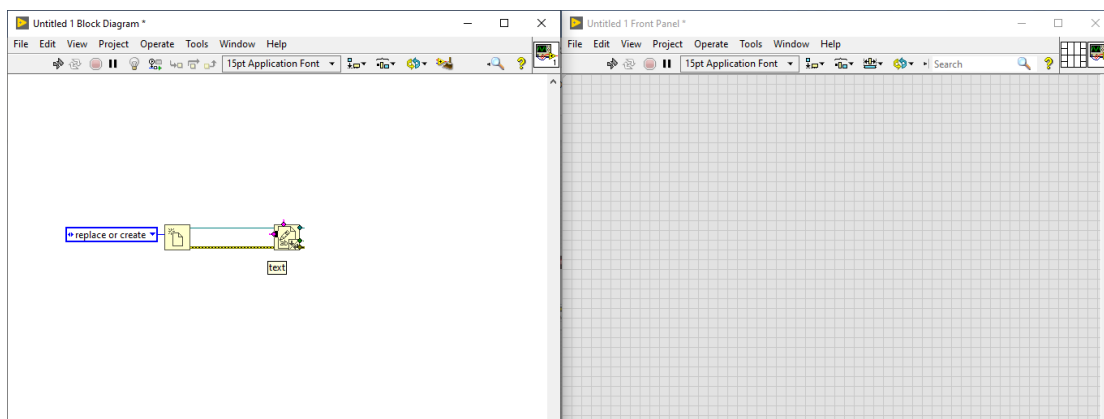 Untitled 1 Block Diagram *
File Edit View Project Operate Tools Window Help
15pt Application Font
1
replace or create
text
Untitled 1 Front Panel *
File Edit View Project Operate Tools Window Help
15pt Application Font
Search